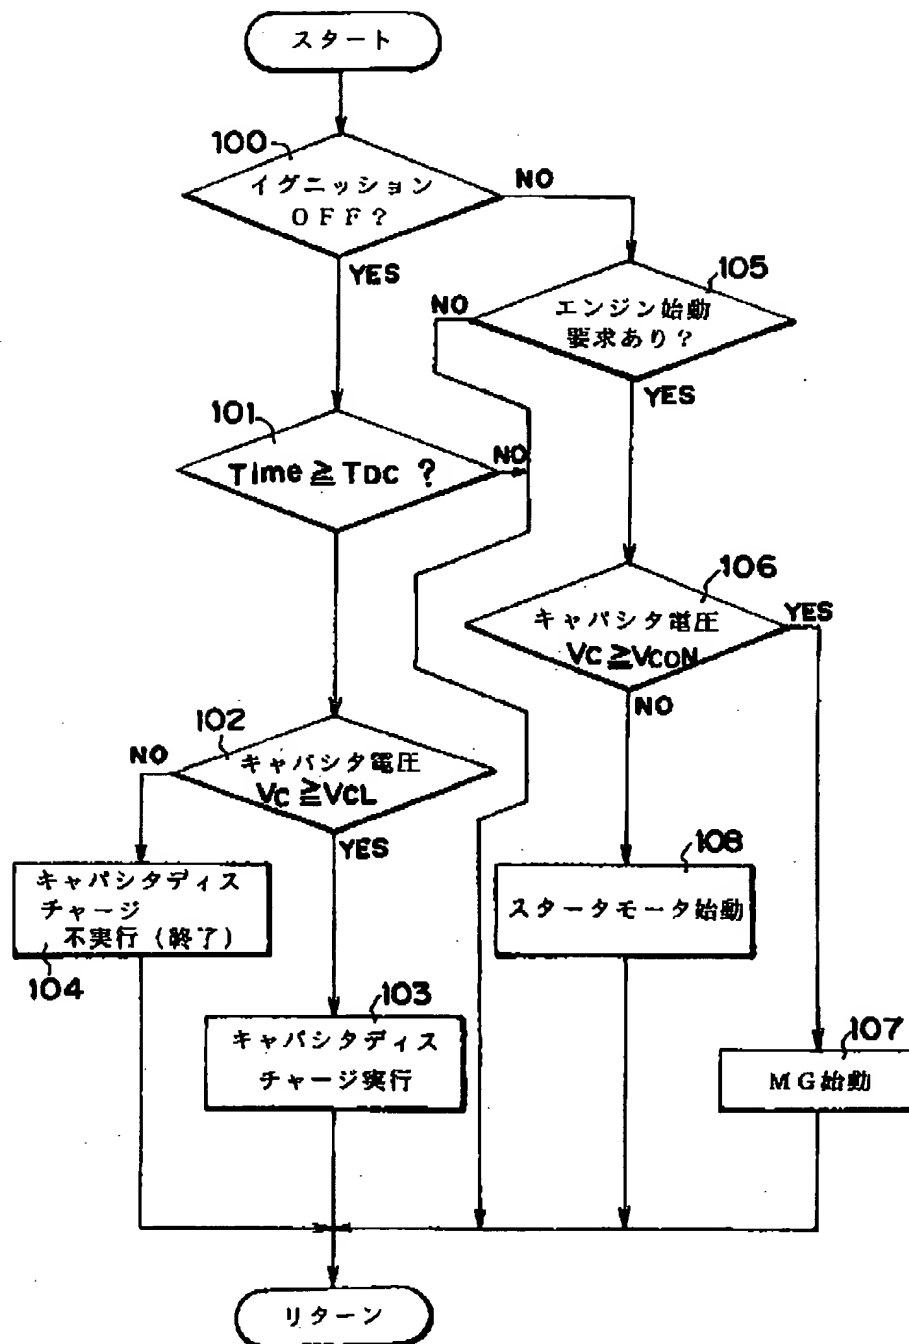 スタート
100
イグニッション
OFF?
NO
YES
105
エンジン始動
要求あり?
NO
YES
101
Time ≧ TDC ?
NO
106
キャパシタ電圧
VC ≧ VCON
YES
NO
102
キャパシタ電圧
VC ≧ VCL
NO
YES
キャパシタディス
チャージ
不実行(終了)
104
108
スタータモータ始動
103
キャパシタディス
チャージ実行
107
MG始動
リターン